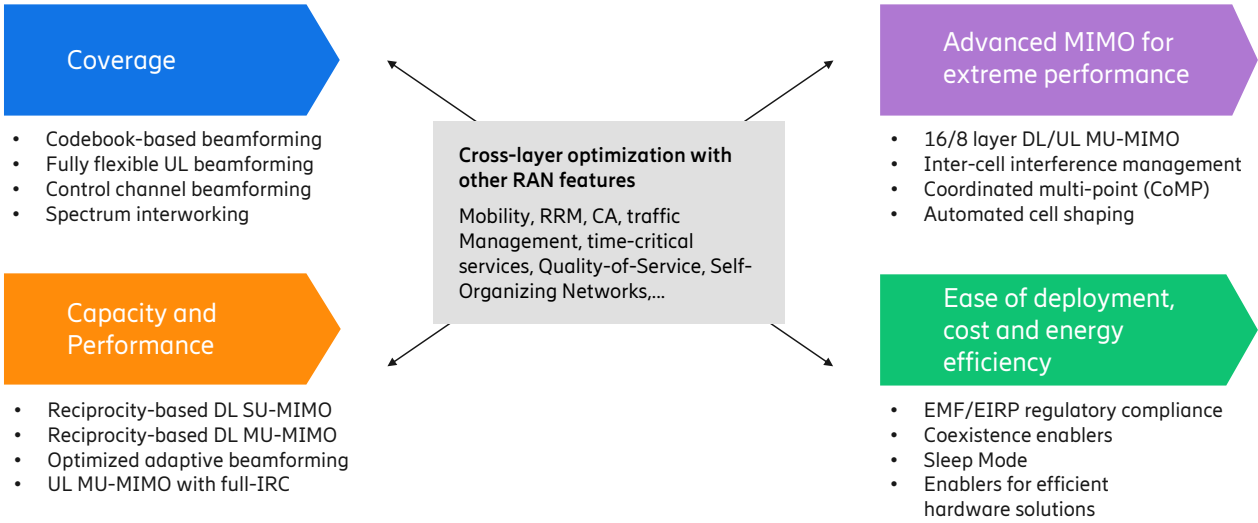 Coverage
• Codebook-based beamforming
• Fully flexible UL beamforming
• Control channel beamforming
• Spectrum interworking
Capacity and
Performance
• Reciprocity-based DL SU-MIMO
• Reciprocity-based DL MU-MIMO
• Optimized adaptive beamforming
• UL MU-MIMO with full-IRC
Cross-layer optimization with
other RAN features
Mobility, RRM, CA, traffic
Management, time-critical
services, Quality-of-Service, Self-
Organizing Networks,...
Advanced MIMO for
extreme performance
• 16/8 layer DL/UL MU-MIMO
• Inter-cell interference management
• Coordinated multi-point (CoMP)
• Automated cell shaping
Ease of deployment,
cost and energy
efficiency
• EMF/EIRP regulatory compliance
• Coexistence enablers
• Sleep Mode
• Enablers for efficient
hardware solutions